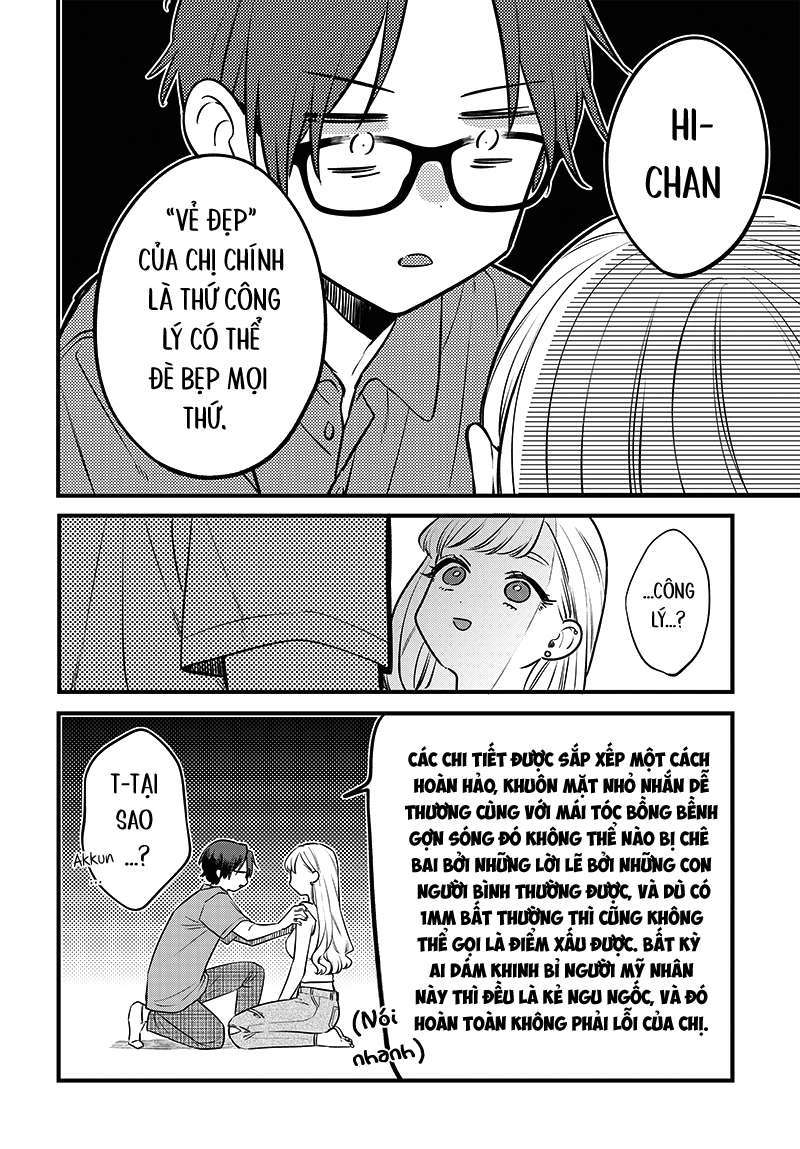 HI-
CHAN
"VẺ ĐẸP"
CỦA CHỊ CHÍNH
LÀ THỨ CÔNG
LÝ CÓ THỂ
ĐÈ BẸP MỌI
THỨ.
...CÔNG
LÝ...?
CÁC CHI TIẾT ĐƯỢC SẮP XẾP MỘT CÁCH
HOÀN HẢO, KHUÔN MẶT NHỎ NHẮN DỄ
THƯƠNG CÙNG VỚI MÁI TÓC BỒNG BỀNH
GỢN SÓNG ĐÓ KHÔNG THỂ NÀO BỊ CHÊ
BAI BỞI NHỮNG LỜI LẼ BỞI NHỮNG CON
NGƯỜI BÌNH THƯỜNG ĐƯỢC, VÀ DÙ CÓ
1MM BẤT THƯỜNG THÌ CŨNG KHÔNG
THỂ GỌI LÀ ĐIỂM XẤU ĐƯỢC. BẤT KỲ
AI DÁM KHINH BỈ NGƯỜI MỸ NHÂN
NÀY THÌ ĐỀU LÀ KẺ NGU NGỐC, VÀ ĐÓ
HOÀN TOÀN KHÔNG PHẢI LỖI CỦA CHỊ.
(Nói
nhanh)
T-TẠI
SAO
...?
Akkun